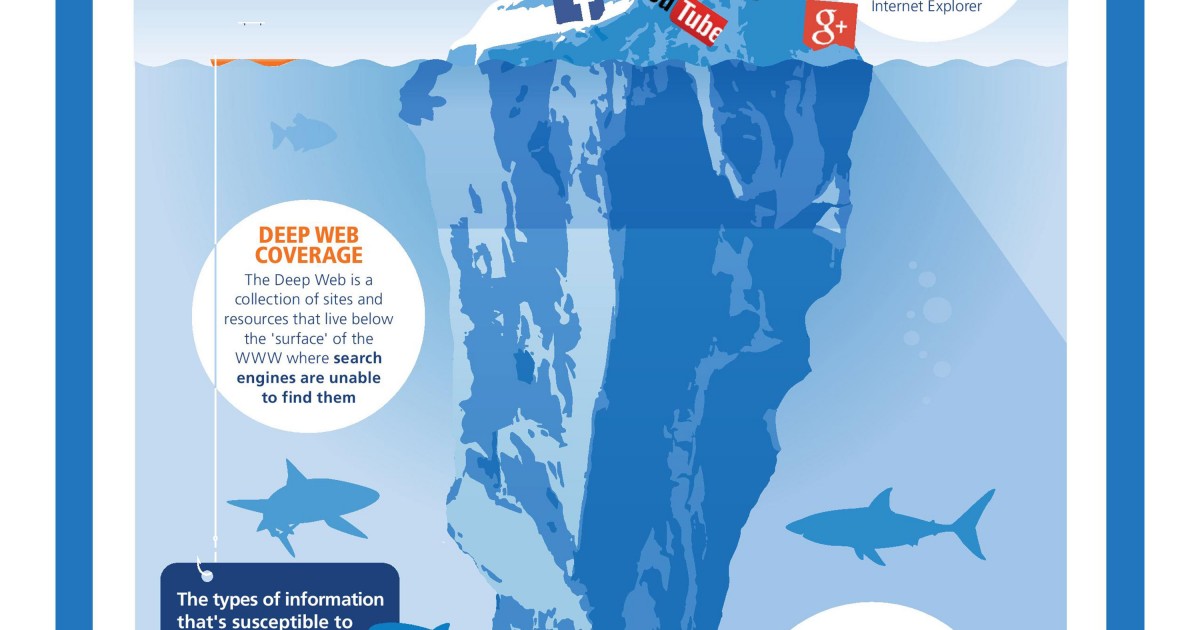 Internet Explorer
Tube
g+
DEEP WEB
COVERAGE
The Deep Web is a
collection of sites and
resources that live below
the 'surface' of the
WWW where search
engines are unable
to find them
The types of information
that's susceptible to